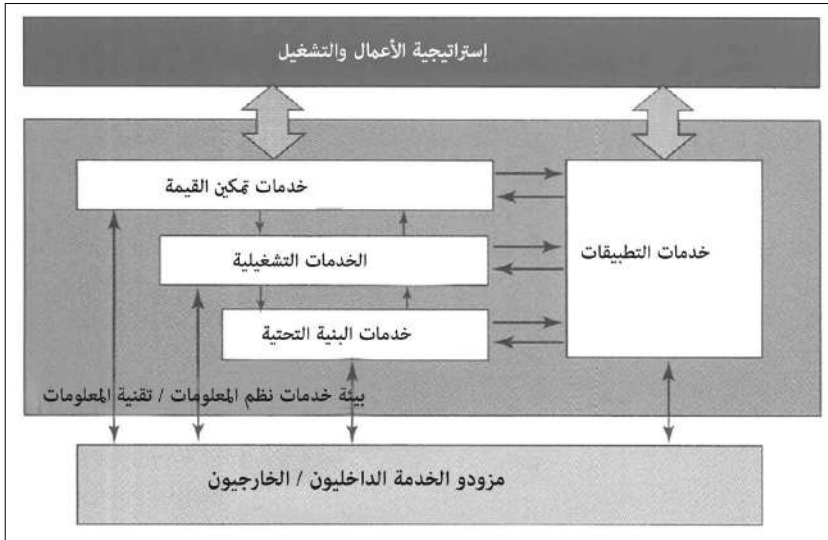 إستراتيجية الأعمال والتشغيل
خدمات تمكين القيمة
خدمات التطبيقات
الخدمات التشغيلية
خدمات البنية التحتية
بيئة خدمات نظم المعلومات / تقنية المعلومات
مزودو الخدمة الداخليون / الخارجيون